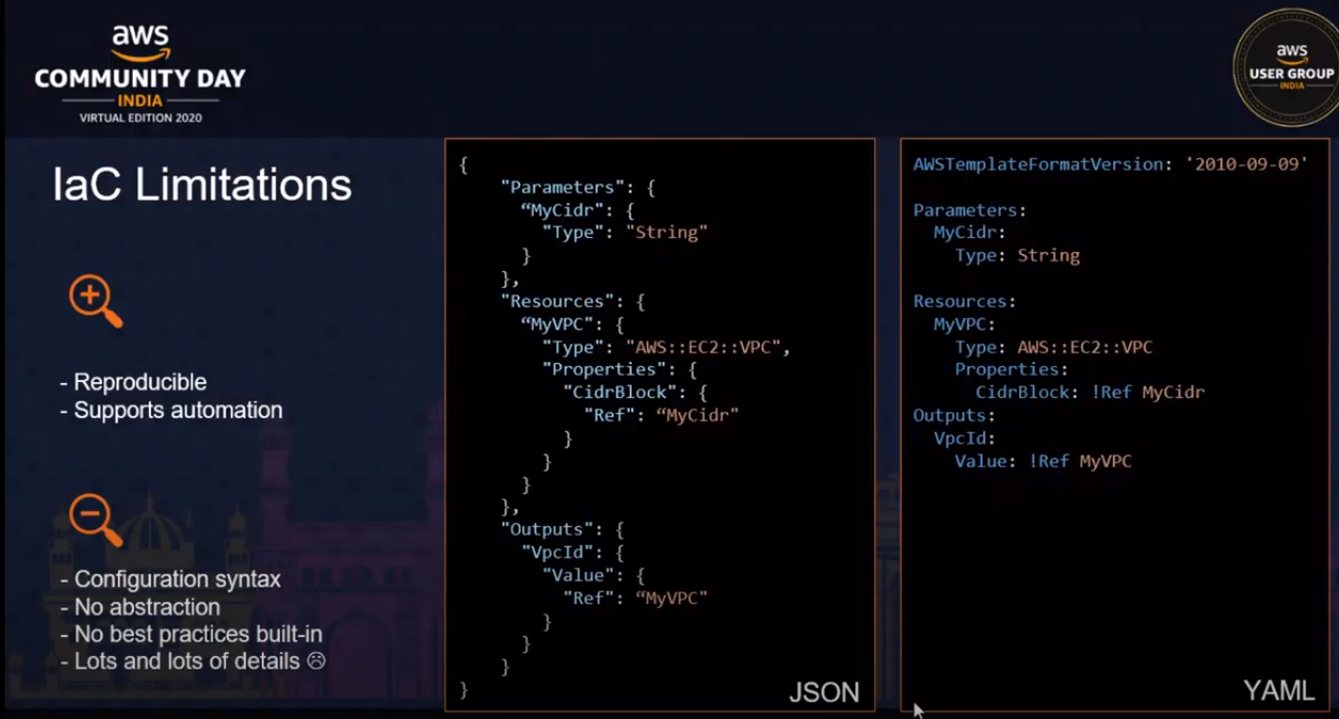 aws
COMMUNITY DAY
INDIA
VIRTUAL EDITION 2020
aws
USER GROUP
INDIA
IaC Limitations
- Reproducible
- Supports automation
- Configuration syntax
- No abstraction
- No best practices built-in
- Lots and lots of details ☹
{
    "Parameters": {
      “MyCidr": {
        "Type": "String"
      }
    },
    "Resources": {
      “MyVPC": {
        "Type": "AWS::EC2::VPC",
        "Properties": {
          "CidrBlock": {
            "Ref": “MyCidr"
          }
        }
      }
    },
    "Outputs": {
      "VpcId": {
        "Value": {
          "Ref": “MyVPC"
        }
      }
    }
}
JSON
AWSTemplateFormatVersion: '2010-09-09'
Parameters:
  MyCidr:
    Type: String
Resources:
  MyVPC:
    Type: AWS::EC2::VPC
    Properties:
      CidrBlock: !Ref MyCidr
Outputs:
  VpcId:
    Value: !Ref MyVPC
YAML